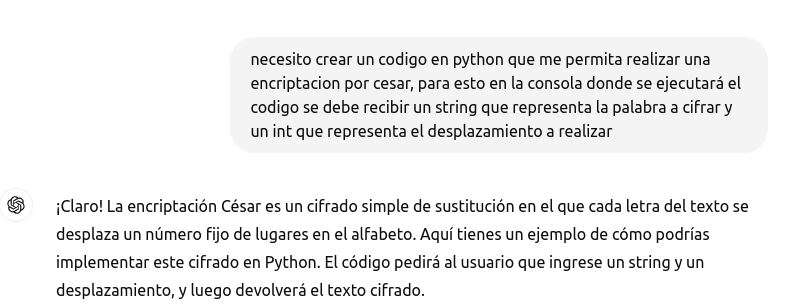 necesito crear un codigo en python que me permita realizar una
encriptacion por cesar, para esto en la consola donde se ejecutará el
codigo se debe recibir un string que representa la palabra a cifrar y
un int que representa el desplazamiento a realizar
¡Claro! La encriptación César es un cifrado simple de sustitución en el que cada letra del texto se
desplaza un número fijo de lugares en el alfabeto. Aquí tienes un ejemplo de cómo podrías
implementar este cifrado en Python. El código pedirá al usuario que ingrese un string y un
desplazamiento, y luego devolverá el texto cifrado.